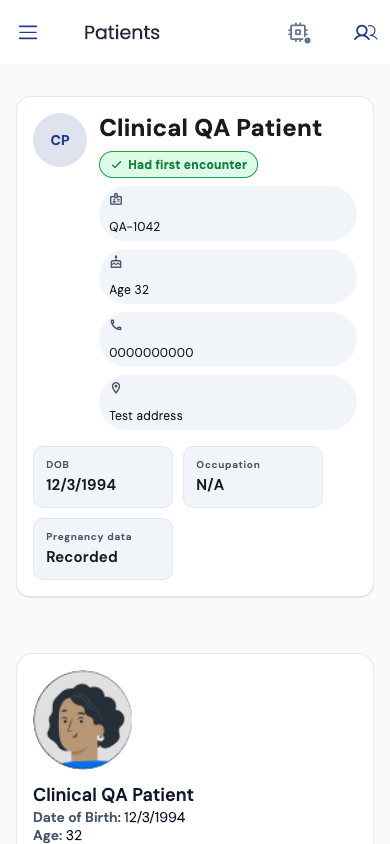 Patients
CP
Clinical QA Patient
Had first encounter
QA-1042
Age 32
0000000000
Test address
DOB
12/3/1994
Occupation
N/A
Pregnancy data
Recorded
Clinical QA Patient
Date of Birth: 12/3/1994
Age: 32